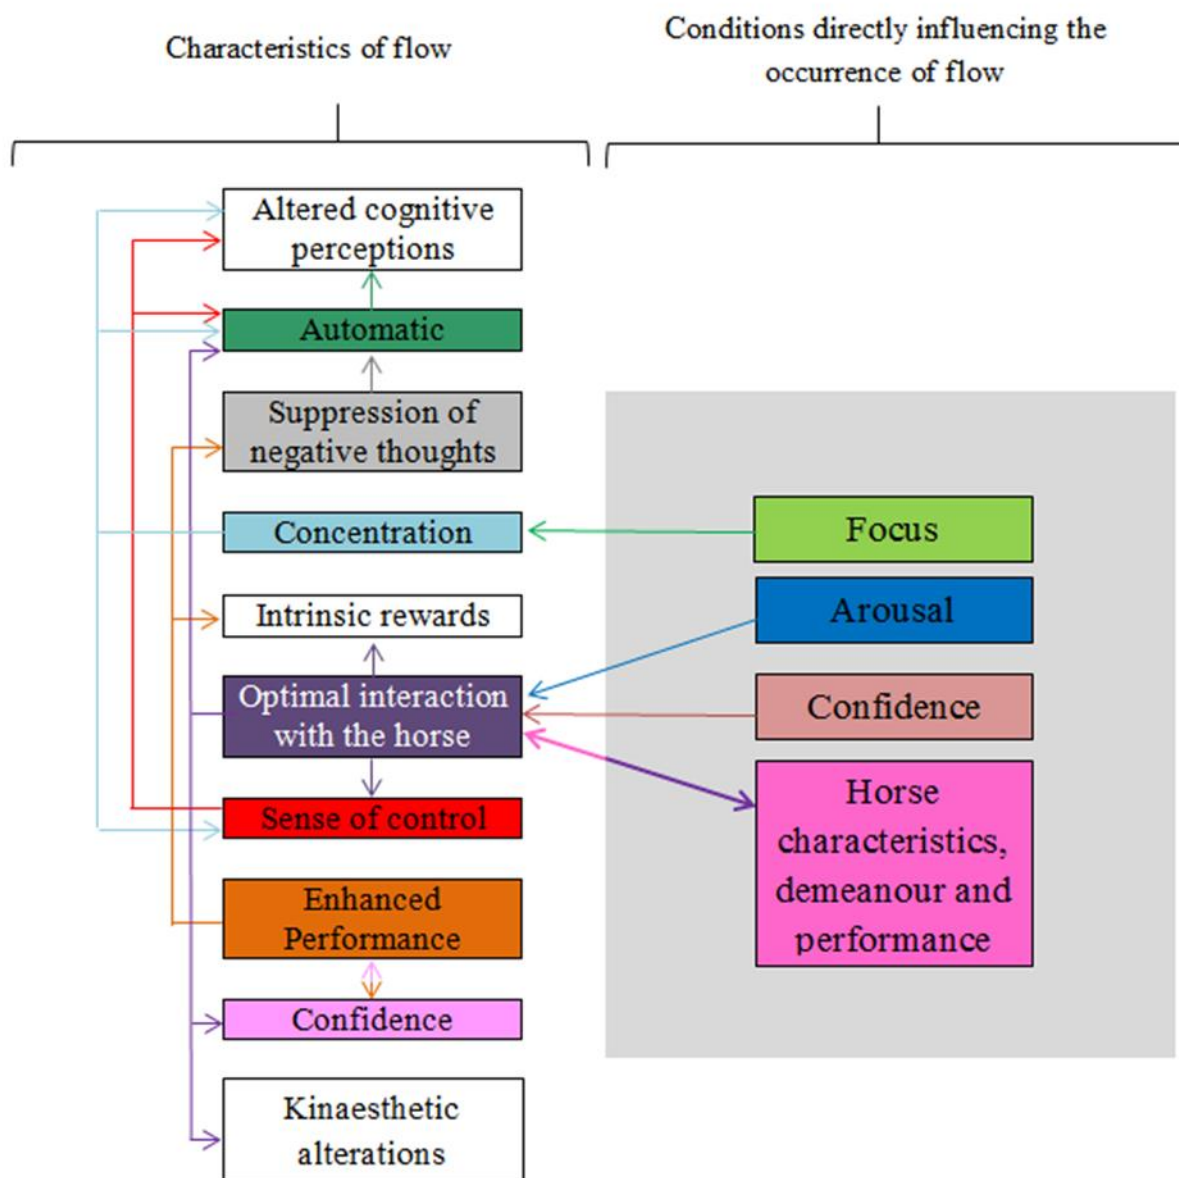 Characteristics of flow
Conditions directly influencing the
occurrence of flow
Altered cognitive
perceptions
Automatic
Suppression of
negative thoughts
Concentration
Intrinsic rewards
Optimal interaction
with the horse
Sense of control
Enhanced
Performance
Confidence
Kinaesthetic
alterations
Focus
Arousal
Confidence
Horse
characteristics,
demeanour and
performance